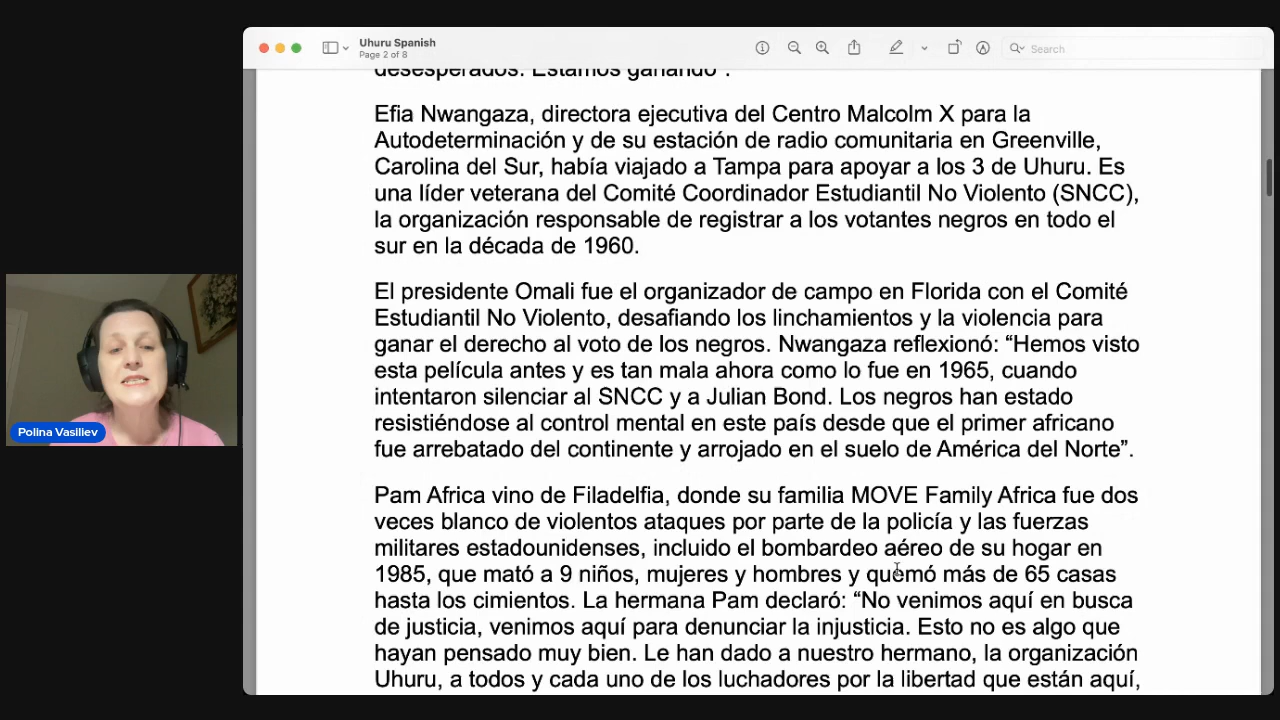 Uhuru Spanish
Page 2 of 8
Search
desesperados. Estamos ganando”.
Efia Nwangaza, directora ejecutiva del Centro Malcolm X para la
Autodeterminación y de su estación de radio comunitaria en Greenville,
Carolina del Sur, había viajado a Tampa para apoyar a los 3 de Uhuru. Es
una líder veterana del Comité Coordinador Estudiantil No Violento (SNCC),
la organización responsable de registrar a los votantes negros en todo el
sur en la década de 1960.
El presidente Omali fue el organizador de campo en Florida con el Comité
Estudiantil No Violento, desafiando los linchamientos y la violencia para
ganar el derecho al voto de los negros. Nwangaza reflexionó: “Hemos visto
esta película antes y es tan mala ahora como lo fue en 1965, cuando
intentaron silenciar al SNCC y a Julian Bond. Los negros han estado
resistiéndose al control mental en este país desde que el primer africano
fue arrebatado del continente y arrojado en el suelo de América del Norte”.
Pam Africa vino de Filadelfia, donde su familia MOVE Family Africa fue dos
veces blanco de violentos ataques por parte de la policía y las fuerzas
militares estadounidenses, incluido el bombardeo aéreo de su hogar en
1985, que mató a 9 niños, mujeres y hombres y quemó más de 65 casas
hasta los cimientos. La hermana Pam declaró: “No venimos aquí en busca
de justicia, venimos aquí para denunciar la injusticia. Esto no es algo que
hayan pensado muy bien. Le han dado a nuestro hermano, la organización
Uhuru, a todos y cada uno de los luchadores por la libertad que están aquí,
Polina Vasiliev